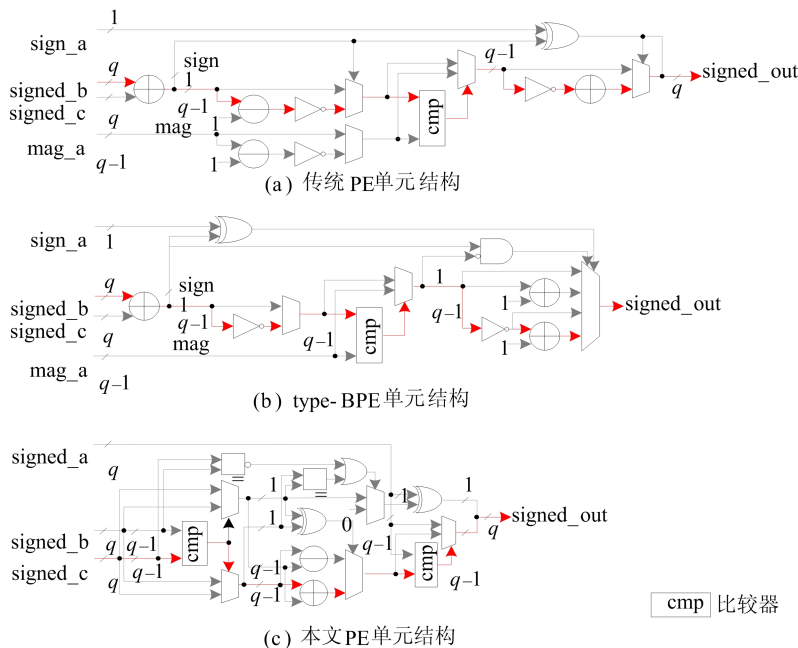 1
sign_a
q
sign
1
signed_b
q-1
signed_c
q
mag
1
mag_a
1
q-1
cmp
q-1
signed_out
q
(a) 传统PE单元结构
sign_a
1
q
sign
1
signed_b
q-1
signed_c
q
mag
q-1
cmp
mag_a
q-1
1
q-1
1
1
signed_out
(b) type-BPE单元结构
signed_a
q
=
=
1
1
1
1
0
signed_b
q
q-1
cmp
signed_c
q-1
q
q-1
q-1
q-1
cmp
q-1
q
signed_out
(c) 本文PE单元结构
cmp 比较器